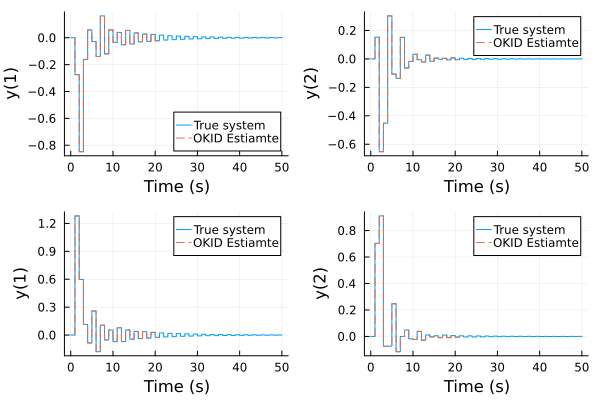 0.0
−0.2
−0.4
−0.6
−0.8
y(1)
True system
OKID Estiamte
0 10 20 30 40 50
Time (s)
0.2
0.0
−0.2
−0.4
−0.6
y(2)
True system
OKID Estiamte
0 10 20 30 40 50
Time (s)
1.2
0.9
0.6
0.3
0.0
y(1)
True system
OKID Estiamte
0 10 20 30 40 50
Time (s)
0.8
0.6
0.4
0.2
0.0
y(2)
True system
OKID Estiamte
0 10 20 30 40 50
Time (s)